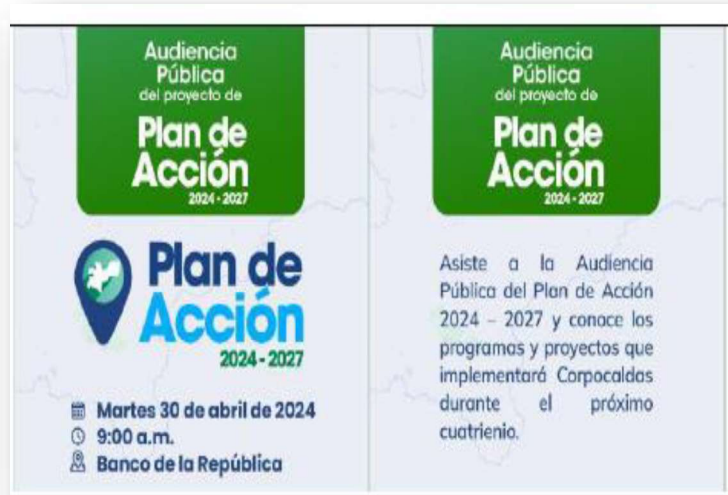 Audiencia
Pública
del proyecto de
Plan de
Acción
2024 - 2027
Plan de
Acción
2024 - 2027
Martes 30 de abril de 2024
9:00 a.m.
Banco de la República
Audiencia
Pública
del proyecto de
Plan de
Acción
2024 - 2027
Asiste a la Audiencia
Pública del Plan de Acción
2024 – 2027 y conoce los
programas y proyectos que
implementará Corpocaldas
durante el próximo
cuatrienio.